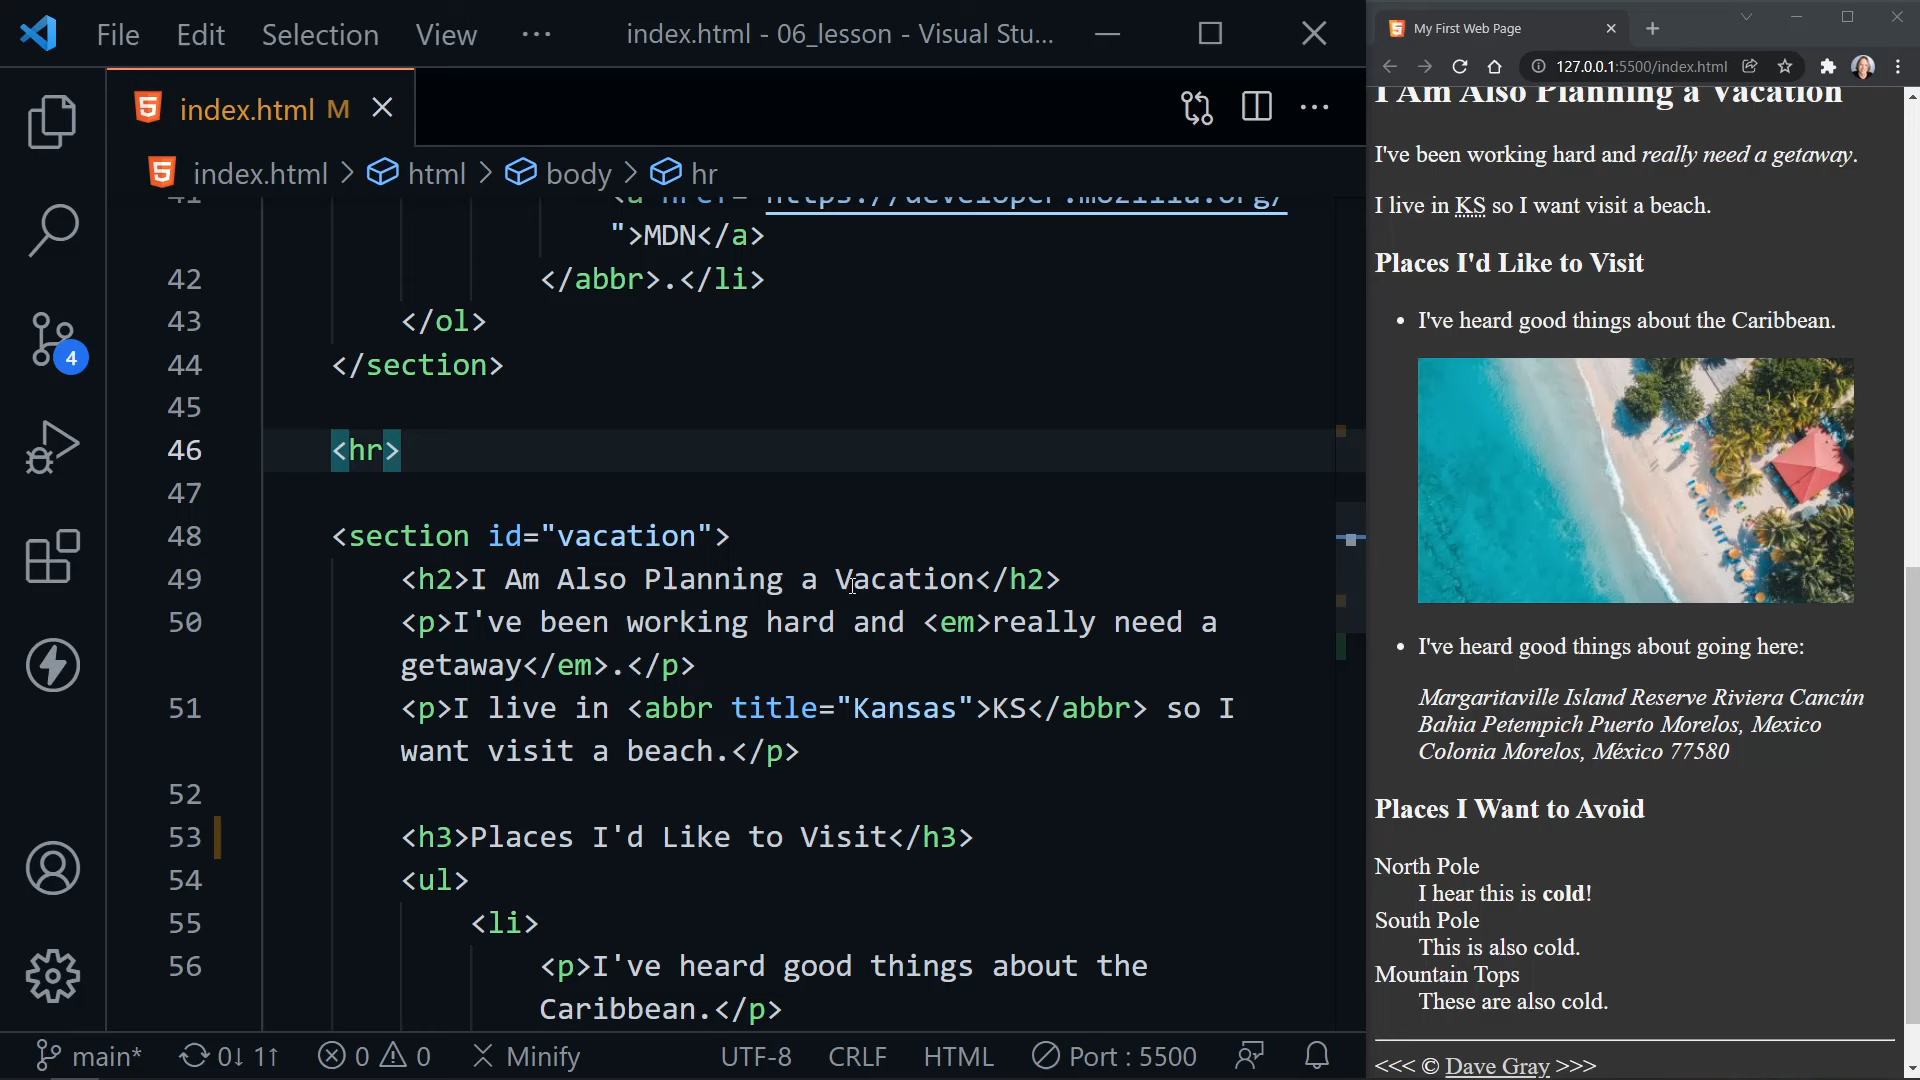 File Edit Selection View ··· index.html - 06_lesson - Visual Stu...
index.html M
index.html > html > body > hr
41 <a href="https://developer.mozilla.org/
">MDN</a>
42 </abbr>.</li>
43 </ol>
44 </section>
45
46 <hr>
47
48 <section id="vacation">
49 <h2>I Am Also Planning a Vacation</h2>
50 <p>I've been working hard and <em>really need a
getaway</em>.</p>
51 <p>I live in <abbr title="Kansas">KS</abbr> so I
want visit a beach.</p>
52
53 <h3>Places I'd Like to Visit</h3>
54 <ul>
55 <li>
56 <p>I've heard good things about the
Caribbean.</p>
4
main* 0↓ 1↑ 0 0 Minify UTF-8 CRLF HTML Port : 5500
My First Web Page
127.0.0.1:5500/index.html
I Am Also Planning a Vacation
I've been working hard and really need a getaway.
I live in KS so I want visit a beach.
Places I'd Like to Visit
• I've heard good things about the Caribbean.
• I've heard good things about going here:
Margaritaville Island Reserve Riviera Cancún
Bahia Petempich Puerto Morelos, Mexico
Colonia Morelos, México 77580
Places I Want to Avoid
North Pole
I hear this is cold!
South Pole
This is also cold.
Mountain Tops
These are also cold.
<<< © Dave Gray >>>